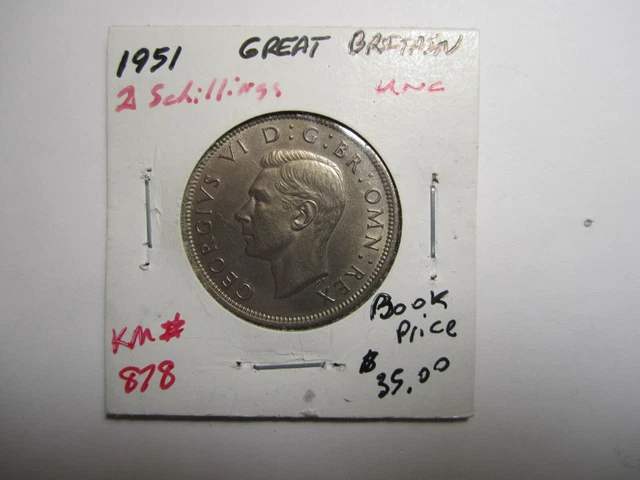 1951 GREAT BRITAIN
2 Schillings UNC
GEORGIVS VI D:G:BR:OMN:REX
KM#
878
Book
Price
$35.00